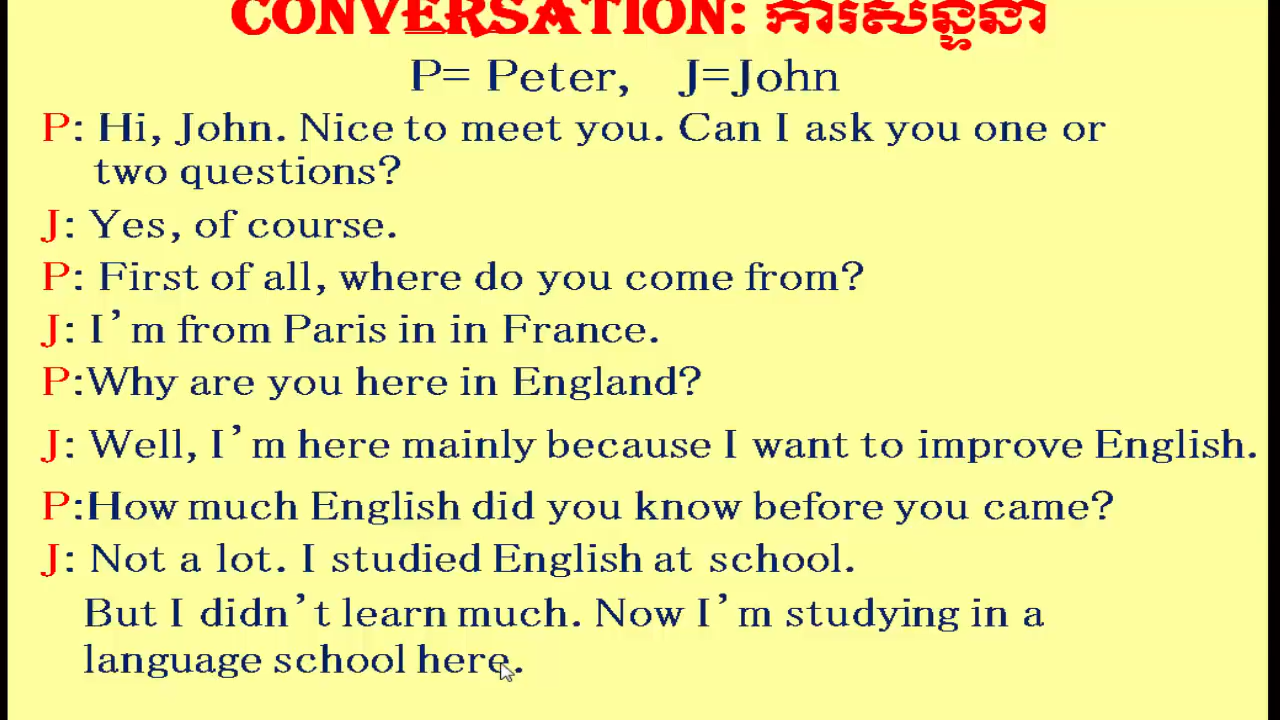 CONVERSATION: ការសន្ទនា
P= Peter, J=John
P: Hi, John. Nice to meet you. Can I ask you one or
two questions?
J: Yes, of course.
P: First of all, where do you come from?
J: I’m from Paris in in France.
P:Why are you here in England?
J: Well, I’m here mainly because I want to improve English.
P:How much English did you know before you came?
J: Not a lot. I studied English at school.
But I didn’t learn much. Now I’m studying in a
language school here.